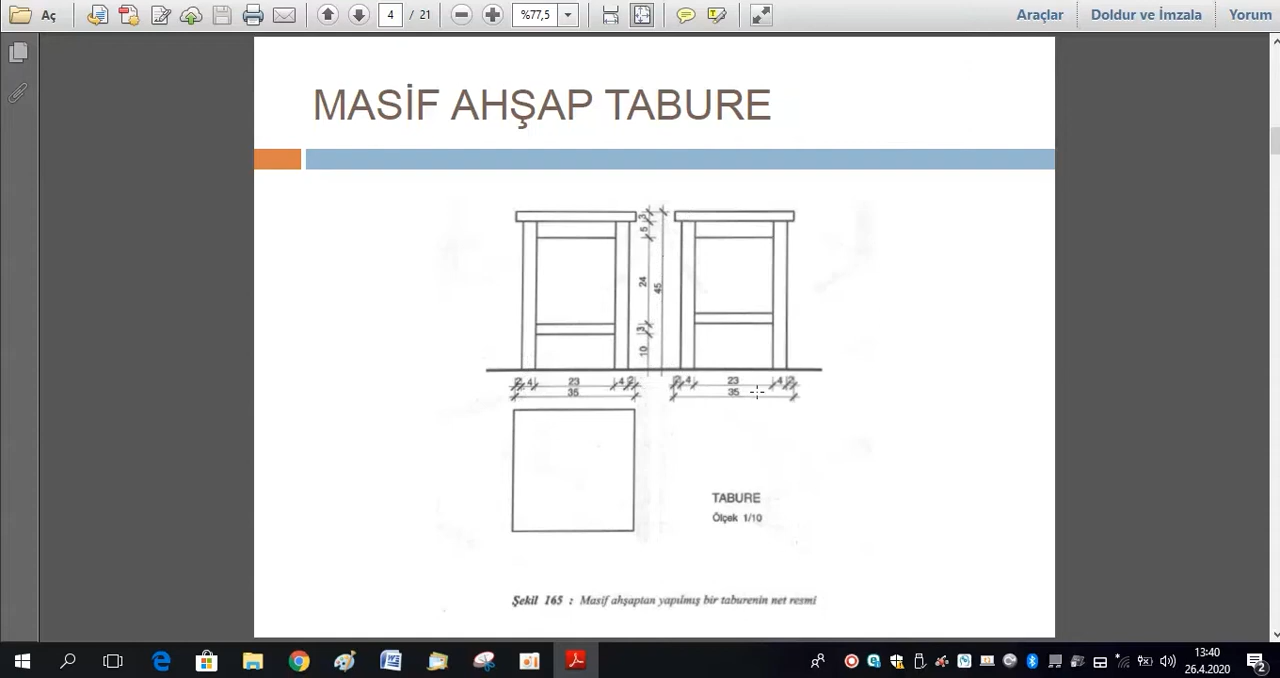 Aç
4 / 21
%77,5
Araçlar
Doldur ve İmzala
Yorum
MASİF AHŞAP TABURE
3
5
24
45
3
10
2 4 23 4 2
35
2 4 23 4 2
35
TABURE
Ölçek 1/10
Şekil 165 : Masif ahşaptan yapılmış bir taburenin net resmi
13:40
26.4.2020
2